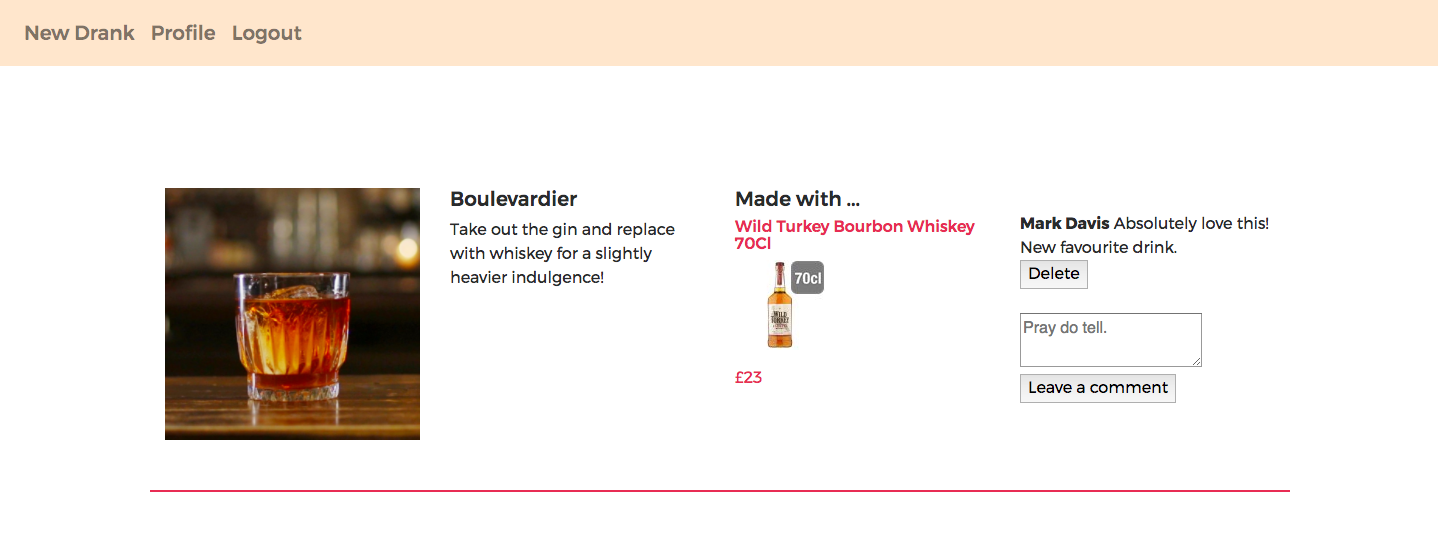 New Drank Profile Logout
Boulevardier
Take out the gin and replace
with whiskey for a slightly
heavier indulgence!
Made with ...
Wild Turkey Bourbon Whiskey
70Cl
70cl
WILD
TURKEY
£23
Mark Davis Absolutely love this!
New favourite drink.
Delete
Pray do tell.
Leave a comment